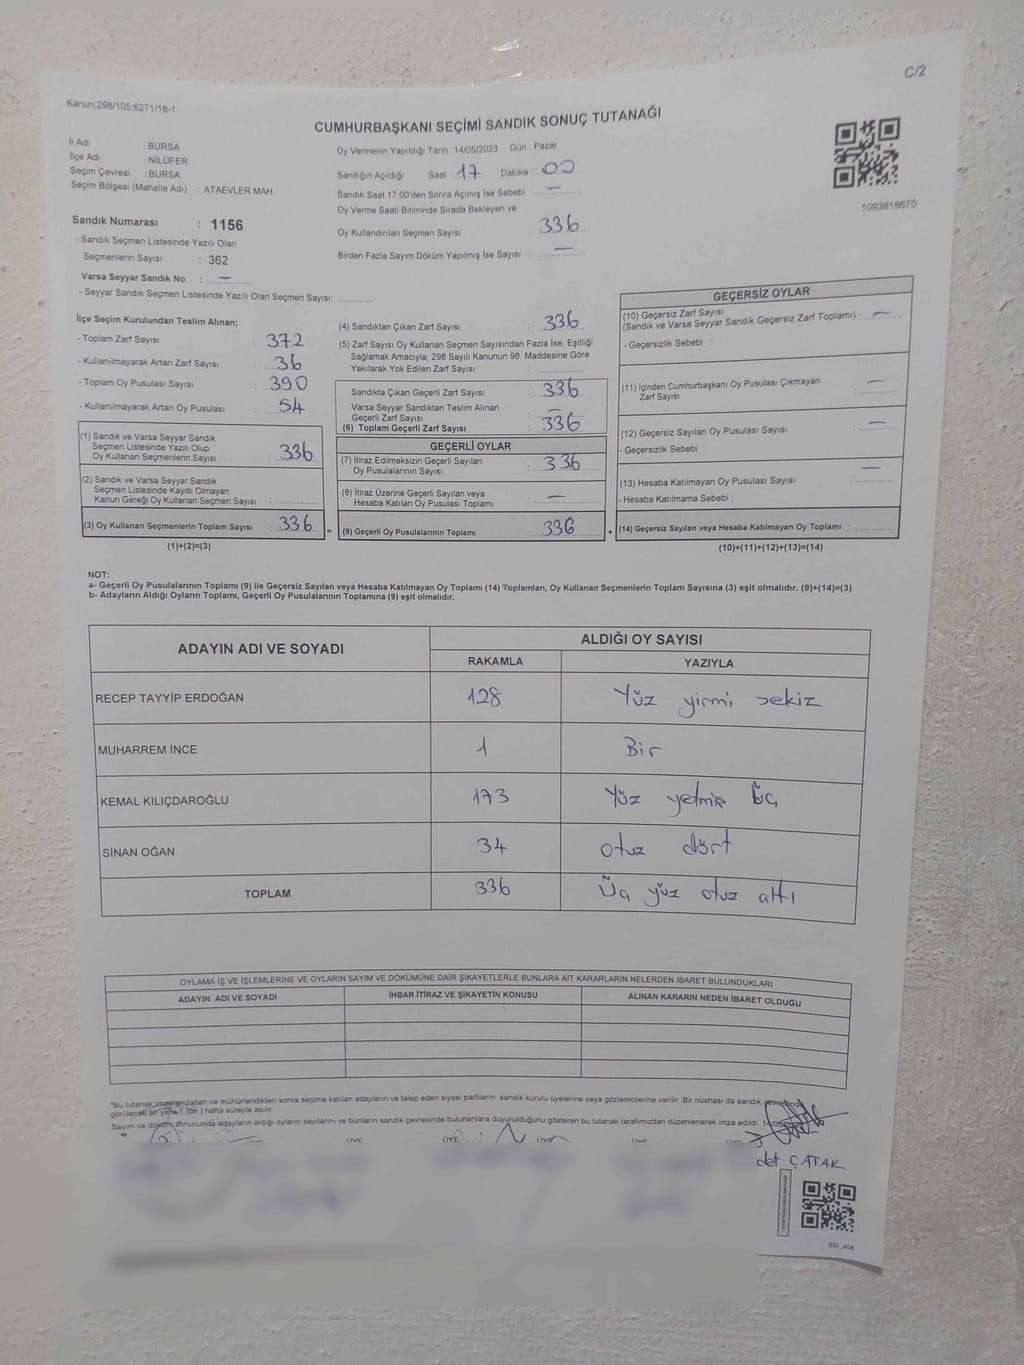 C/2
Kanun:298/105;6271/18-1
CUMHURBAŞKANI SEÇİMİ SANDIK SONUÇ TUTANAĞI
İl Adı : BURSA
İlçe Adı : NİLÜFER
Seçim Çevresi : BURSA
Seçim Bölgesi (Mahalle Adı) : ATAEVLER MAH.
Sandık Numarası : 1156
- Sandık Seçmen Listesinde Yazılı Olan
Seçmenlerin Sayısı : 362
Varsa Seyyar Sandık No : —
- Seyyar Sandık Seçmen Listesinde Yazılı Olan Seçmen Sayısı:
Oy Vermenin Yapıldığı Tarih : 14/05/2023 Gün : Pazar
Sandığın Açıldığı Saat : 17 Dakika : 00
Sandık Saat 17:00'den Sonra Açımış İse Sebebi : —
Oy Verme Saati Bitiminde Sırada Bekleyen ve
Oy Kullandırılan Seçmen Sayısı : 336
Birden Fazla Sayım Döküm Yapılmış İse Sayısı : —
1093818670
İlçe Seçim Kurulundan Teslim Alınan;
- Toplam Zarf Sayısı : 372
- Kullanılmayarak Artan Zarf Sayısı : 36
- Toplam Oy Pusulası Sayısı : 390
- Kullanılmayarak Artan Oy Pusulası : 54
(1) Sandık ve Varsa Seyyar Sandık
Seçmen Listesinde Yazılı Olup
Oy Kullanan Seçmenlerin Sayısı : 336
(2) Sandık ve Varsa Seyyar Sandık
Seçmen Listesinde Kayıtlı Olmayan
Kanun Gereği Oy Kullanan Seçmen Sayısı :
(3) Oy Kullanan Seçmenlerin Toplam Sayısı : 336
(1)+(2)=(3)
(4) Sandıktan Çıkan Zarf Sayısı : 336
(5) Zarf Sayısı Oy Kullanan Seçmen Sayısından Fazla İse, Eşitliği
Sağlamak Amacıyla, 298 Sayılı Kanunun 98. Maddesine Göre
Yakılarak Yok Edilen Zarf Sayısı :
Sandıkta Çıkan Geçerli Zarf Sayısı : 336
Varsa Seyyar Sandıktan Teslim Alınan
Geçerli Zarf Sayısı : —
(6) Toplam Geçerli Zarf Sayısı : 336
GEÇERLİ OYLAR
(7) İtiraz Edilmeksizin Geçerli Sayılan
Oy Pusulalarının Sayısı : 336
(8) İtiraz Üzerine Geçerli Sayılan veya
Hesaba Katılan Oy Pusulası Toplamı : —
= (9) Geçerli Oy Pusulalarının Toplamı : 336 +
GEÇERSİZ OYLAR
(10) Geçersiz Zarf Sayısı
(Sandık ve Varsa Seyyar Sandık Geçersiz Zarf Toplamı) : —
- Geçersizlik Sebebi :
(11) İçinden Cumhurbaşkanı Oy Pusulası Çıkmayan
Zarf Sayısı : —
(12) Geçersiz Sayılan Oy Pusulası Sayısı : —
- Geçersizlik Sebebi :
(13) Hesaba Katılmayan Oy Pusulası Sayısı : —
- Hesaba Katılmama Sebebi :
(14) Geçersiz Sayılan veya Hesaba Katılmayan Oy Toplamı :
(10)+(11)+(12)+(13)=(14)
NOT:
a- Geçerli Oy Pusulalarının Toplamı (9) ile Geçersiz Sayılan veya Hesaba Katılmayan Oy Toplamı (14) Toplamları, Oy Kullanan Seçmenlerin Toplam Sayısına (3) eşit olmalıdır. (9)+(14)=(3)
b- Adayların Aldığı Oyların Toplamı, Geçerli Oy Pusulalarının Toplamına (9) eşit olmalıdır.
ADAYIN ADI VE SOYADI ALDIĞI OY SAYISI
RAKAMLA YAZIYLA
RECEP TAYYİP ERDOĞAN 128 Yüz yirmi sekiz
MUHARREM İNCE 1 Bir
KEMAL KILIÇDAROĞLU 173 Yüz yetmiş üç
SİNAN OĞAN 34 otuz dört
TOPLAM 336 Üç yüz otuz altı
OYLAMA İŞ VE İŞLEMLERİNE VE OYLARIN SAYIM VE DÖKÜMÜNE DAİR ŞİKAYETLERLE BUNLARA AİT KARARLARIN NELERDEN İBARET BULUNDUKLARI
ADAYIN ADI VE SOYADI İHBAR İTİRAZ VE ŞİKAYETİN KONUSU ALINAN KARARIN NEDEN İBARET OLDUĞU
*Bu tutanak imzalandıktan ve mühürlendikten sonra seçime katılan adayların ve talep eden siyasi partilerin sandık kurulu üyelerine veya gözlemcilerine verilir .Bir nüshası da sandık çevresinde
görülecek bir yere 1 (bir ) hafta süreyle asılır.
Sayım ve döküm sonucunda adayların aldığı oyların sayılarını ve bunların sandık çevresinde bulunanlara duyurulduğunu gösteren bu tutanak tarafımızdan düzenlenerek imza edildi.
ÜYE ÜYE ÜYE ÜYE
det ÇATAK